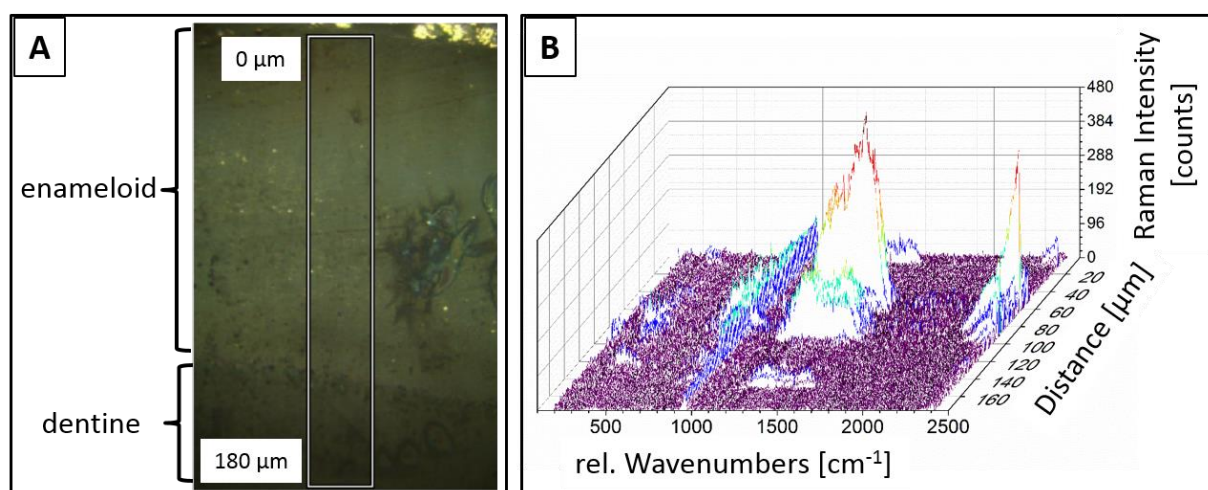 A
0 µm
enameloid
dentine
180 µm
B
480
384
288
192
96
0
Raman Intensity
[counts]
20
40
60
80
100
120
140
160
Distance [µm]
500
1000
1500
2000
2500
rel. Wavenumbers [cm⁻¹]